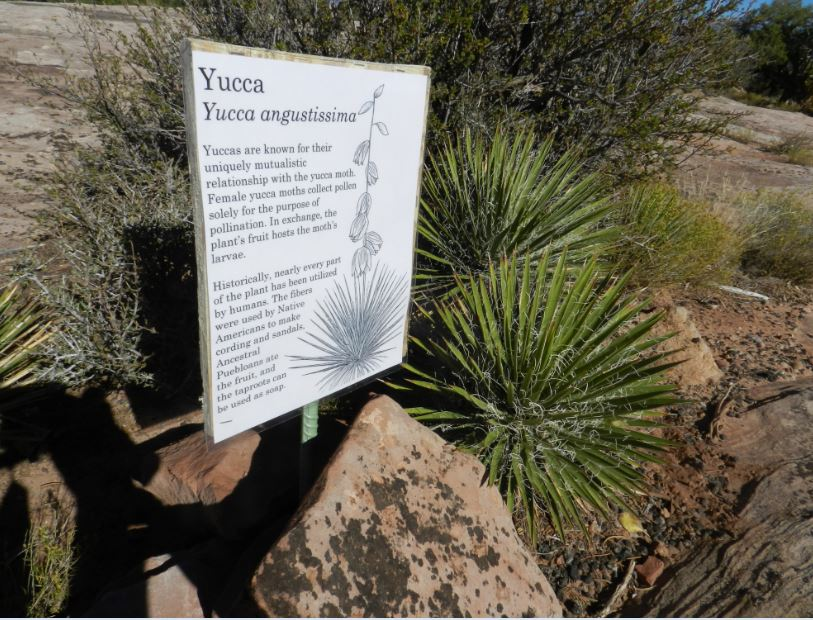 Yucca
Yucca angustissima
Yuccas are known for their
uniquely mutualistic
relationship with the yucca moth.
Female yucca moths collect pollen
solely for the purpose of
pollination. In exchange, the
plant's fruit hosts the moth's
larvae.
Historically, nearly every part
of the plant has been utilized
by humans. The fibers
were used by Native
Americans to make
cording and sandals,
Ancestral
Puebloans ate
the fruit, and
the taproots can
be used as soap.